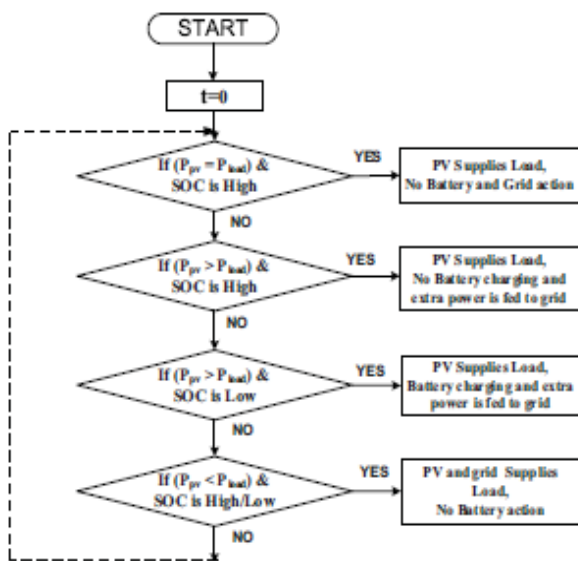 START
t=0
If (Ppv = Pload) &
SOC is High
YES
PV Supplies Load,
No Battery and Grid action
NO
If (Ppv > Pload) &
SOC is High
YES
PV Supplies Load,
No Battery charging and
extra power is fed to grid
NO
If (Ppv > Pload) &
SOC is Low
YES
PV Supplies Load,
Battery charging and extra
power is fed to grid
NO
If (Ppv < Pload) &
SOC is High/Low
YES
PV and grid Supplies
Load,
No Battery action
NO